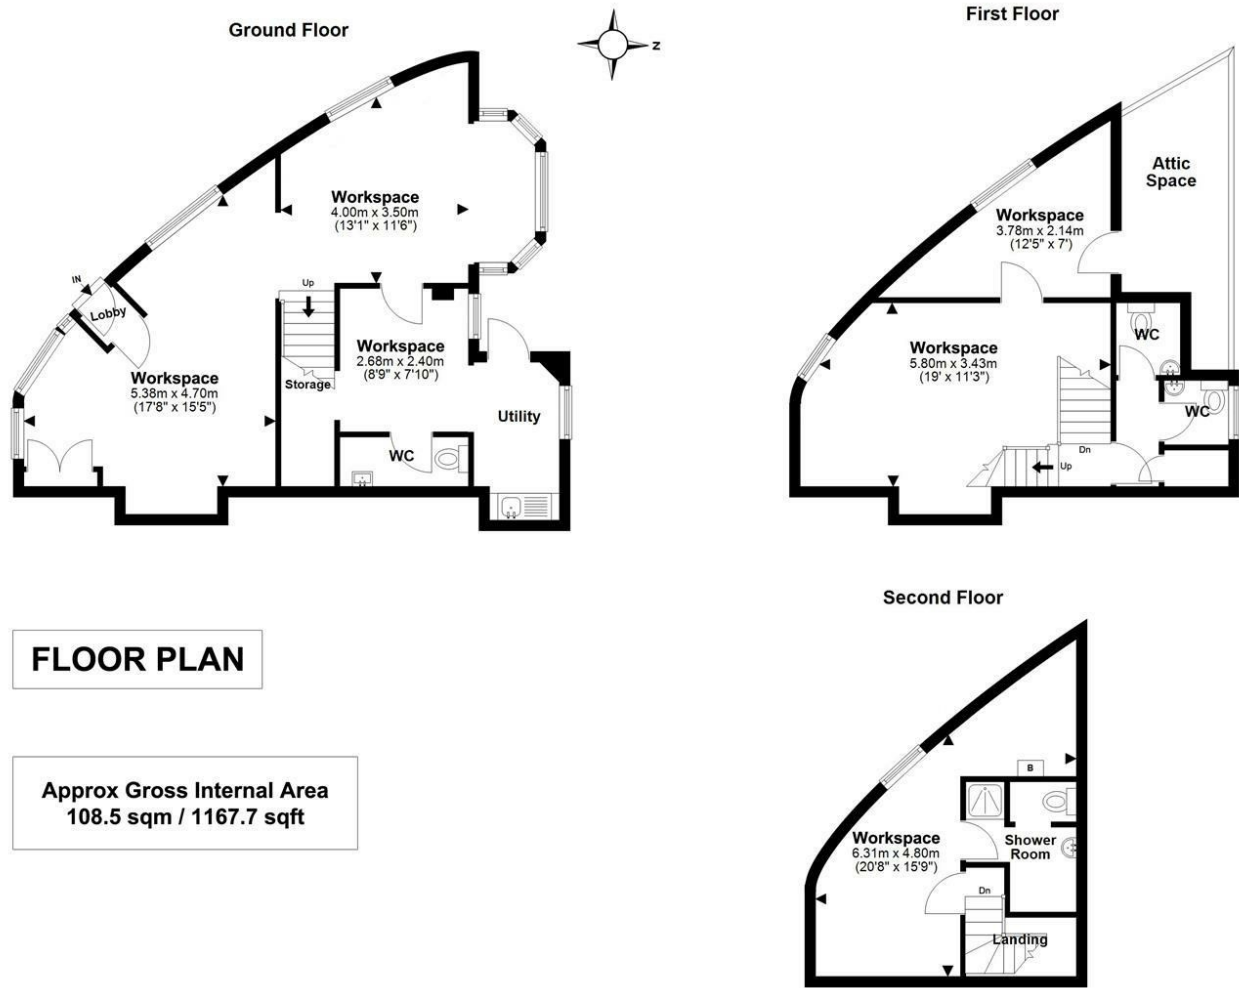 Ground Floor
Z
IN
Lobby
Workspace
4.00m x 3.50m
(13'1" x 11'6")
Up
Workspace
5.38m x 4.70m
(17'8" x 15'5")
Storage
Workspace
2.68m x 2.40m
(8'9" x 7'10")
Utility
WC
First Floor
Attic
Space
Workspace
3.78m x 2.14m
(12'5" x 7')
Workspace
5.80m x 3.43m
(19' x 11'3")
WC
WC
Dn
Up
Second Floor
B
Workspace
6.31m x 4.80m
(20'8" x 15'9")
Shower
Room
Dn
Landing
FLOOR PLAN
Approx Gross Internal Area
108.5 sqm / 1167.7 sqft